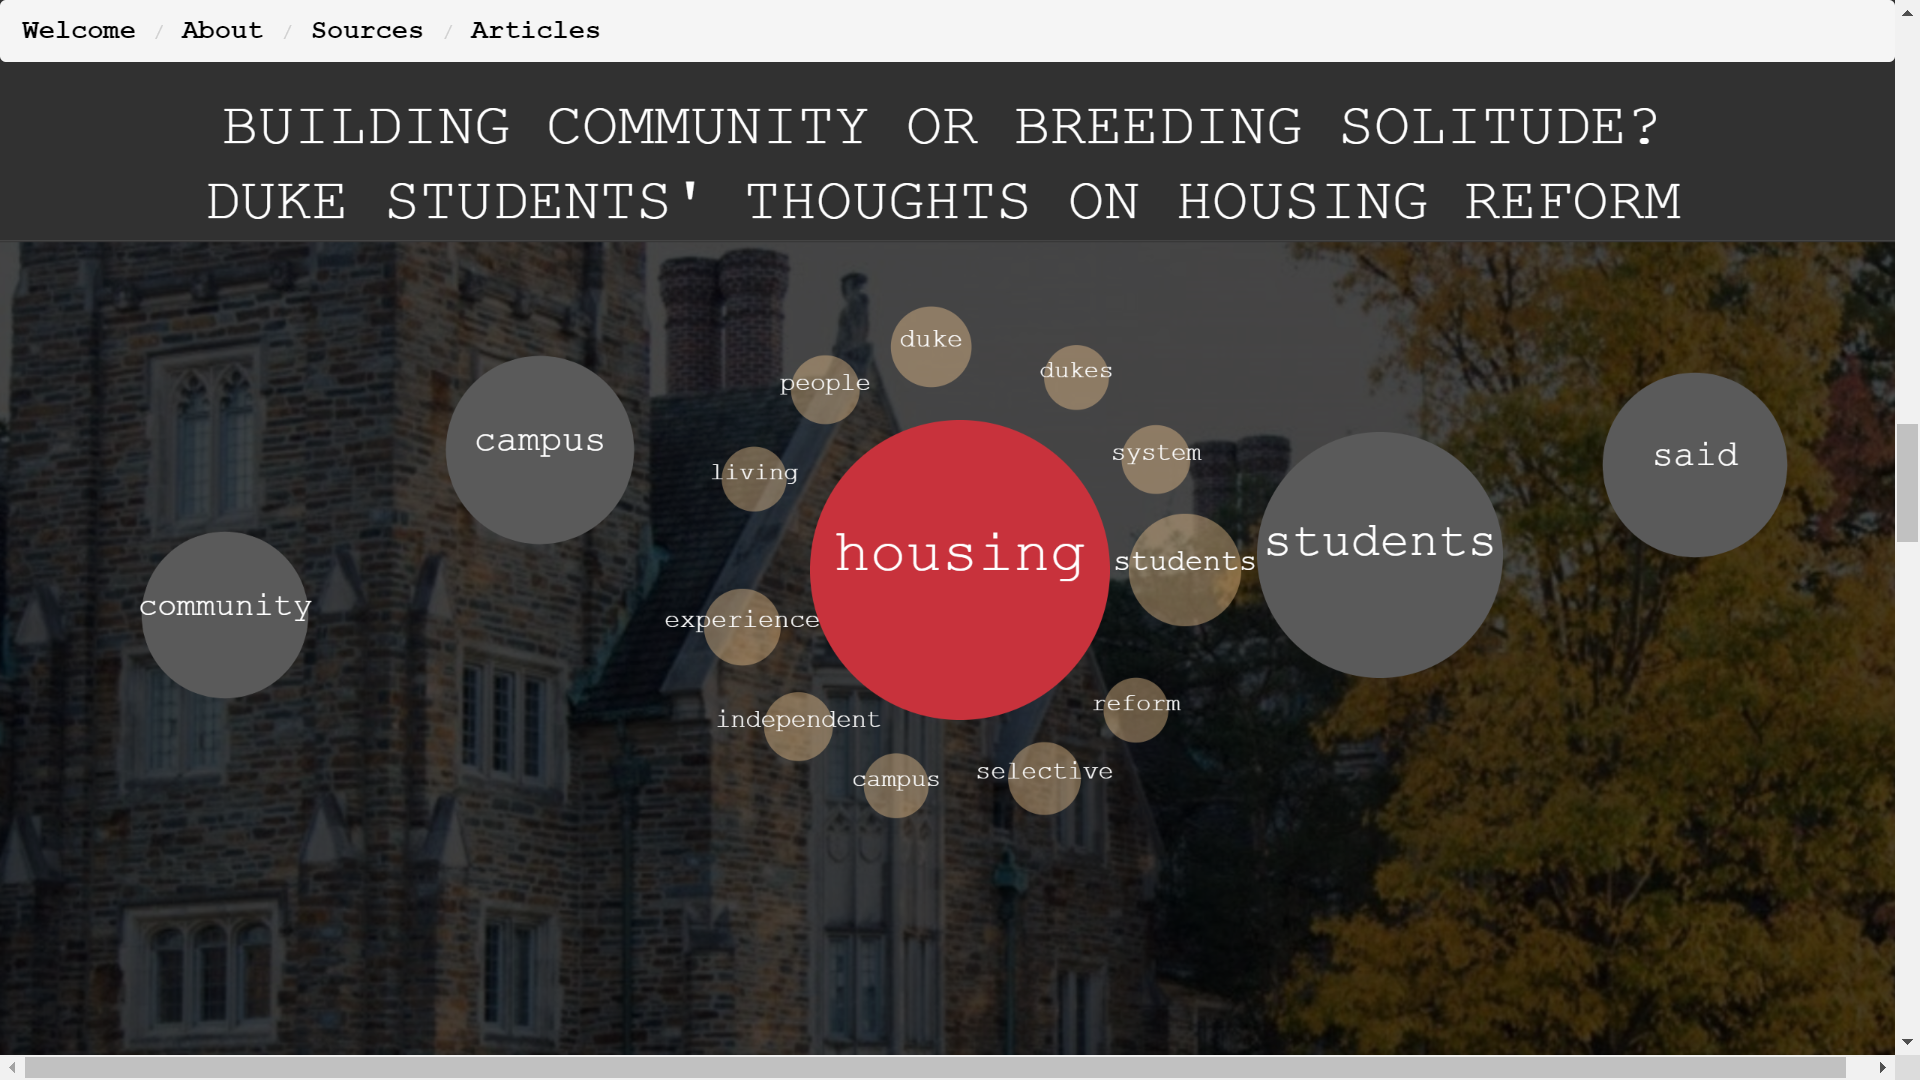 Welcome / About / Sources / Articles
BUILDING COMMUNITY OR BREEDING SOLITUDE?
DUKE STUDENTS' THOUGHTS ON HOUSING REFORM
duke
dukes
people
campus
system
said
living
housing
students
students
community
experience
reform
independent
selective
campus